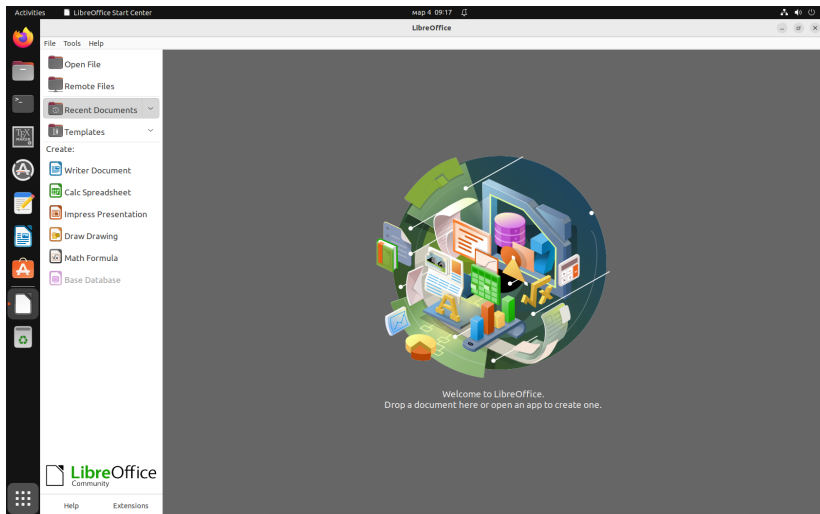 Activities LibreOffice Start Center мар 4 09:17
LibreOffice
File Tools Help
Open File
Remote Files
Recent Documents
Templates
Create:
Writer Document
Calc Spreadsheet
Impress Presentation
Draw Drawing
Math Formula
Base Database
Welcome to LibreOffice.
Drop a document here or open an app to create one.
LibreOffice
Community
Help Extensions